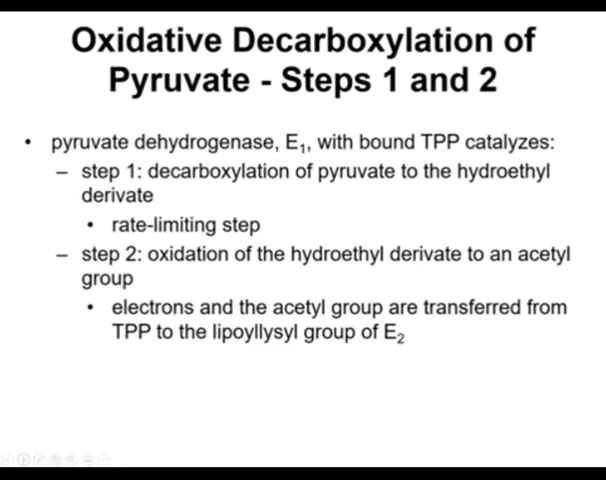 Oxidative Decarboxylation of
Pyruvate - Steps 1 and 2
• pyruvate dehydrogenase, E₁, with bound TPP catalyzes:
– step 1: decarboxylation of pyruvate to the hydroethyl
derivate
• rate-limiting step
– step 2: oxidation of the hydroethyl derivate to an acetyl
group
• electrons and the acetyl group are transferred from
TPP to the lipoyllysyl group of E₂